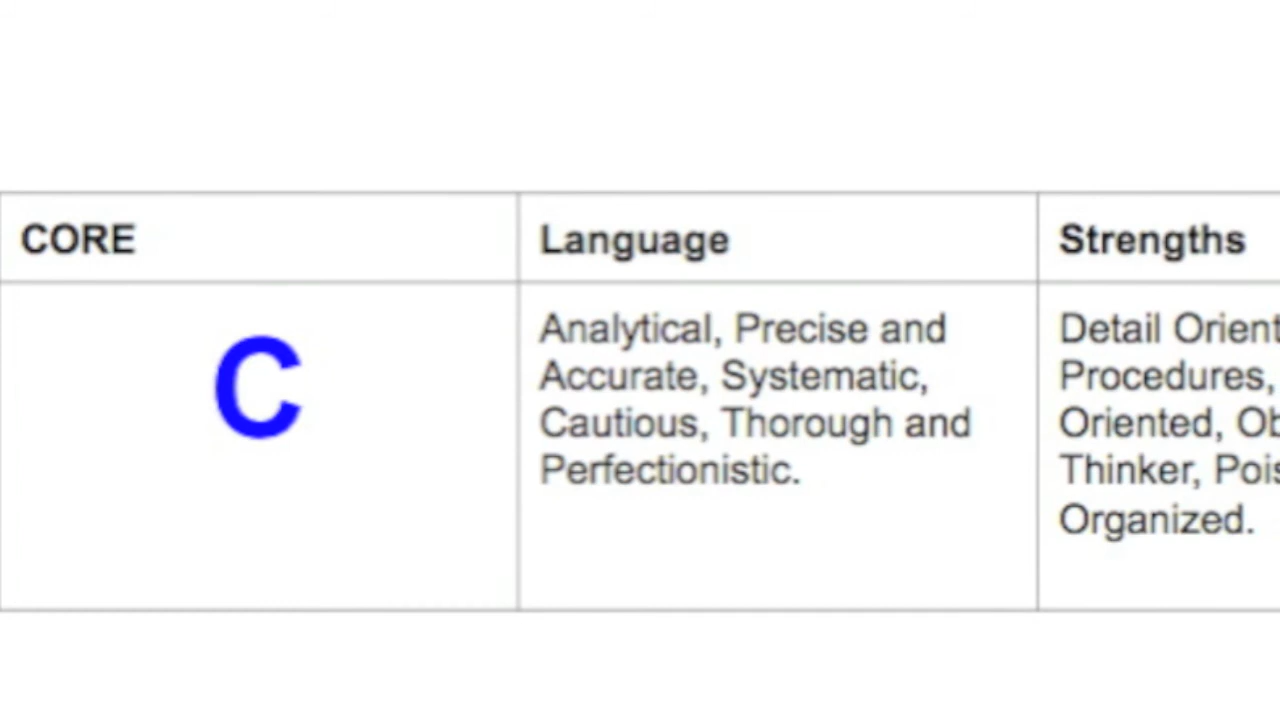 CORE
Language
Strengths
C
Analytical, Precise and
Accurate, Systematic,
Cautious, Thorough and
Perfectionistic.
Detail
Procedures,
Oriented,
Thinker,
Organized.